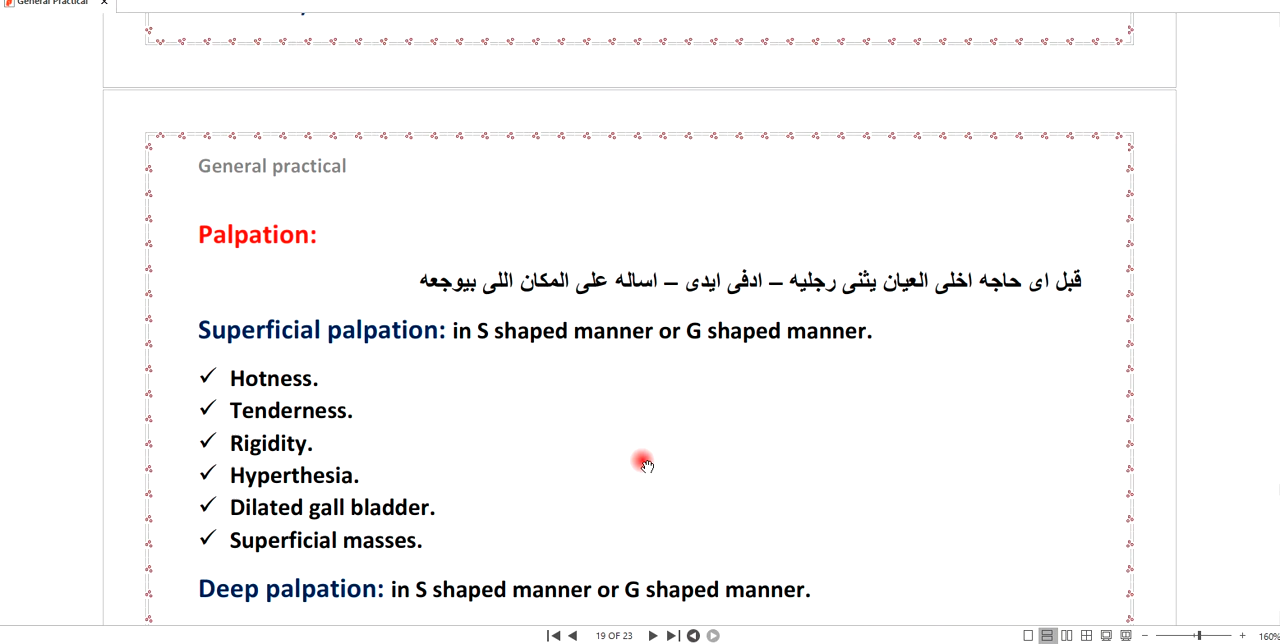 General Practical
General practical
Palpation:
قبل اى حاجه اخلى العيان يثنى رجليه – ادفى ايدى – اساله على المكان اللى بيوجعه
Superficial palpation: in S shaped manner or G shaped manner.
✓ Hotness.
✓ Tenderness.
✓ Rigidity.
✓ Hyperthesia.
✓ Dilated gall bladder.
✓ Superficial masses.
Deep palpation: in S shaped manner or G shaped manner.
19 OF 23
160%